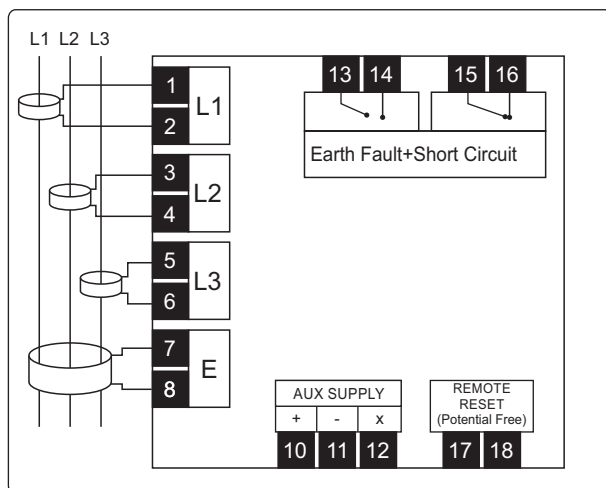 L1 L2 L3
13 14 15 16
1
L1
2
Earth Fault+Short Circuit
3
L2
4
5
L3
6
7
E
8
AUX SUPPLY
+ - x
10 11 12
REMOTE
RESET
(Potential Free)
17 18